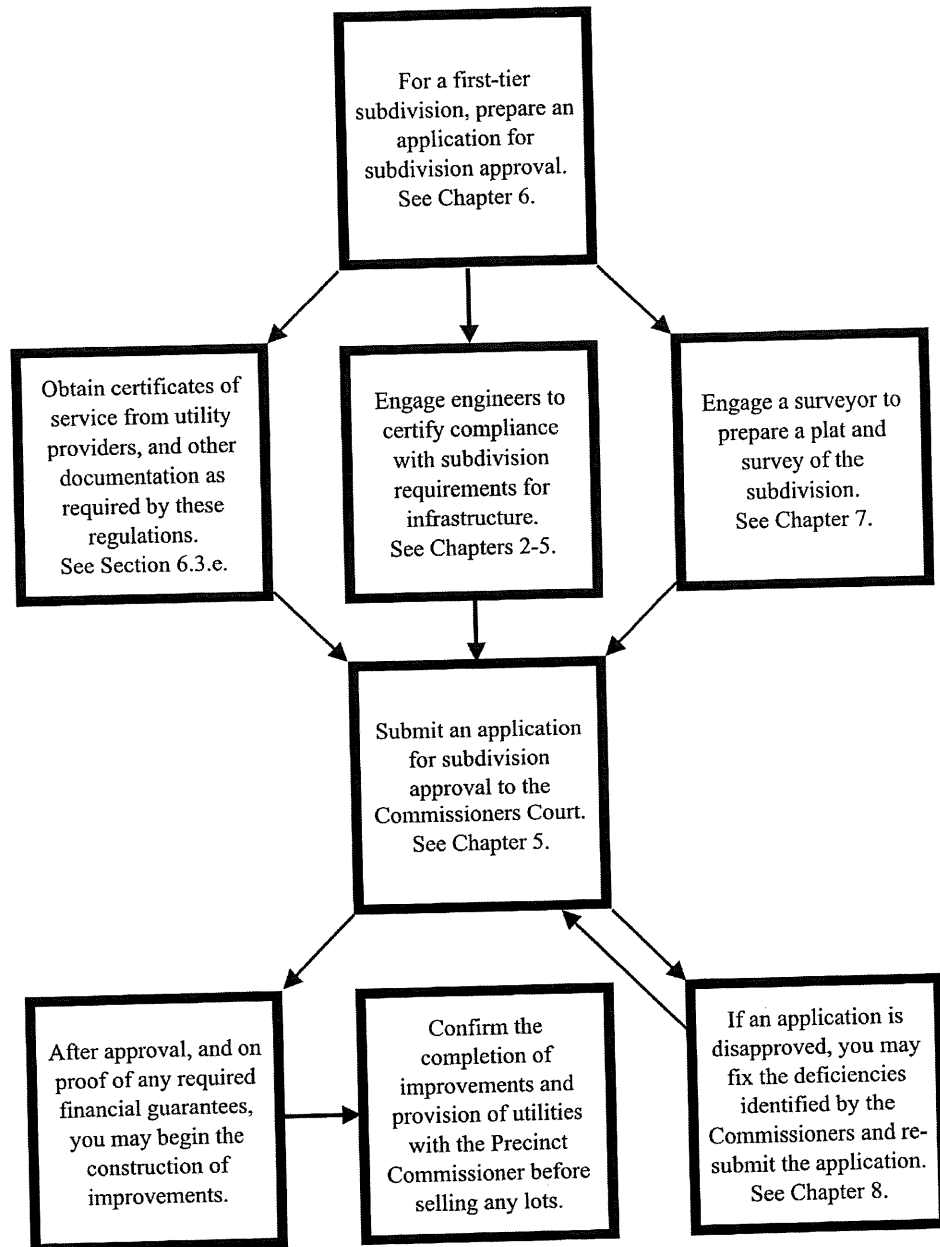 For a first-tier
subdivision, prepare an
application for
subdivision approval.
See Chapter 6.
Obtain certificates of
service from utility
providers, and other
documentation as
required by these
regulations.
See Section 6.3.e.
Engage engineers to
certify compliance
with subdivision
requirements for
infrastructure.
See Chapters 2-5.
Engage a surveyor to
prepare a plat and
survey of the
subdivision.
See Chapter 7.
Submit an application
for subdivision
approval to the
Commissioners Court.
See Chapter 5.
After approval, and on
proof of any required
financial guarantees,
you may begin the
construction of
improvements.
Confirm the
completion of
improvements and
provision of utilities
with the Precinct
Commissioner before
selling any lots.
If an application is
disapproved, you may
fix the deficiencies
identified by the
Commissioners and re-
submit the application.
See Chapter 8.